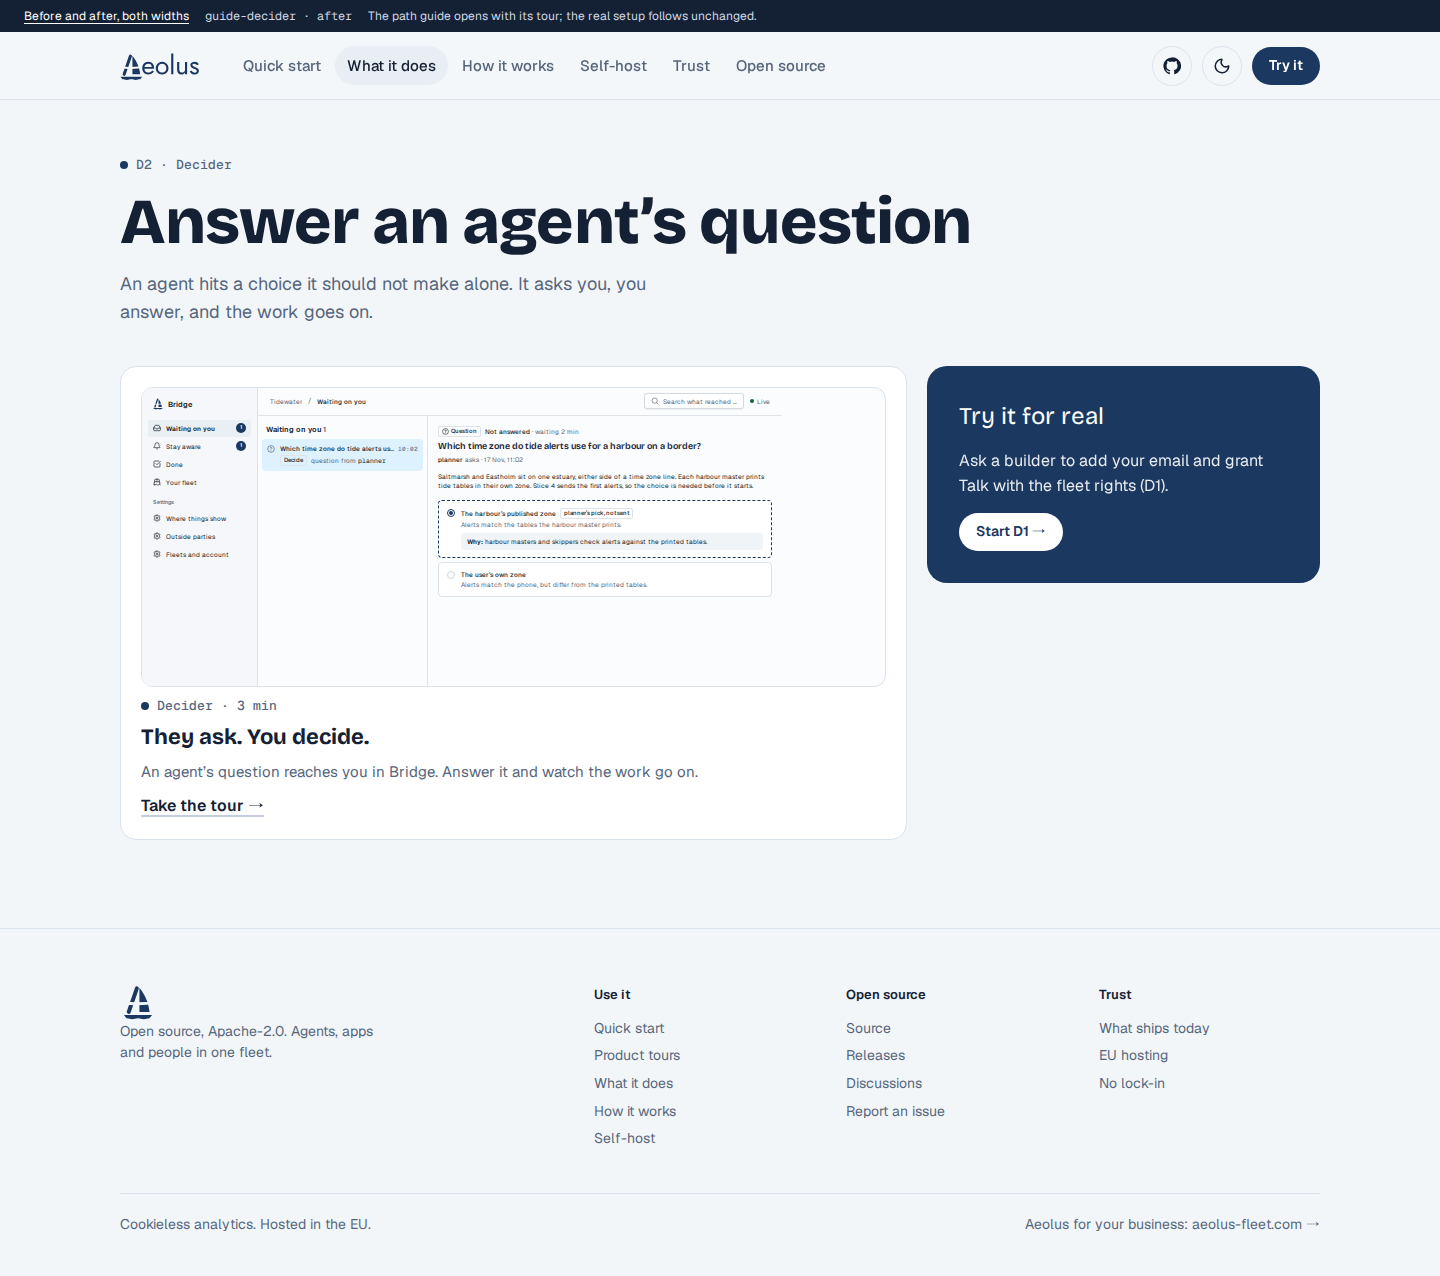 Before and after, both widths guide-decider · after The path guide opens with its tour; the real setup follows unchanged.
Aeolus Quick start What it does How it works Self-host Trust Open source Try it
D2 · Decider
Answer an agent’s question
An agent hits a choice it should not make alone. It asks you, you
answer, and the work goes on.
Bridge
Waiting on you 1
Stay aware 1
Done
Your fleet
Settings
Where things show
Outside parties
Fleets and account
Tidewater / Waiting on you
Search what reached … Live
Waiting on you 1
Which time zone do tide alerts us… 10:02
Decide question from planner
Question Not answered · waiting 2 min
Which time zone do tide alerts use for a harbour on a border?
planner asks · 17 Nov, 11:02
Saltmarsh and Eastholm sit on one estuary, either side of a time zone line. Each harbour master prints
tide tables in their own zone. Slice 4 sends the first alerts, so the choice is needed before it starts.
The harbour's published zone planner's pick, not sent
Alerts match the tables the harbour master prints.
Why: harbour masters and skippers check alerts against the printed tables.
The user's own zone
Alerts match the phone, but differ from the printed tables.
Decider · 3 min
They ask. You decide.
An agent’s question reaches you in Bridge. Answer it and watch the work go on.
Take the tour →
Try it for real
Ask a builder to add your email and grant
Talk with the fleet rights (D1).
Start D1 →
Open source, Apache-2.0. Agents, apps
and people in one fleet.
Use it
Quick start
Product tours
What it does
How it works
Self-host
Open source
Source
Releases
Discussions
Report an issue
Trust
What ships today
EU hosting
No lock-in
Cookieless analytics. Hosted in the EU.
Aeolus for your business: aeolus-fleet.com →